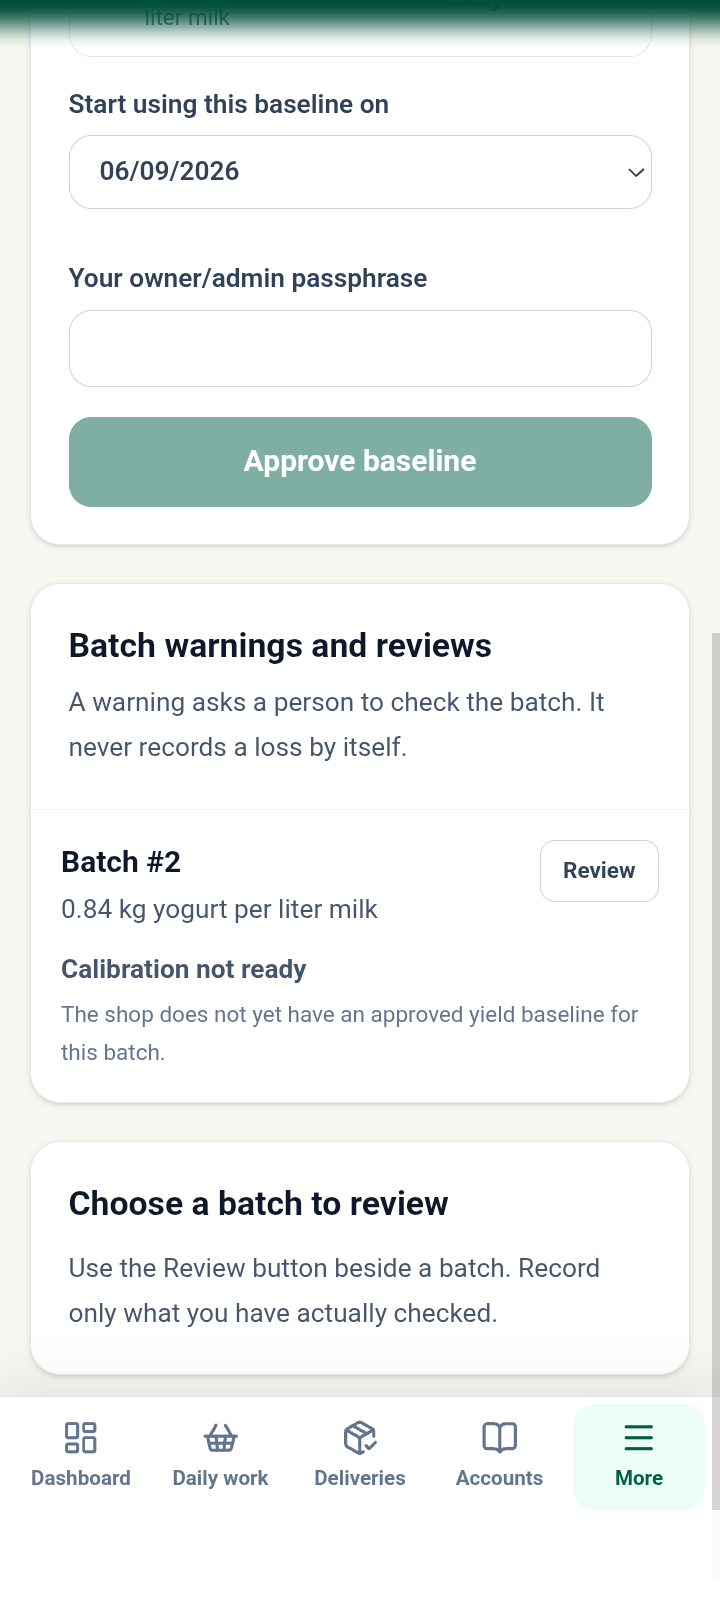 liter milk
Start using this baseline on
06/09/2026
Your owner/admin passphrase
Approve baseline
Batch warnings and reviews
A warning asks a person to check the batch. It
never records a loss by itself.
Batch #2
Review
0.84 kg yogurt per liter milk
Calibration not ready
The shop does not yet have an approved yield baseline for
this batch.
Choose a batch to review
Use the Review button beside a batch. Record
only what you have actually checked.
Dashboard
Daily work
Deliveries
Accounts
More